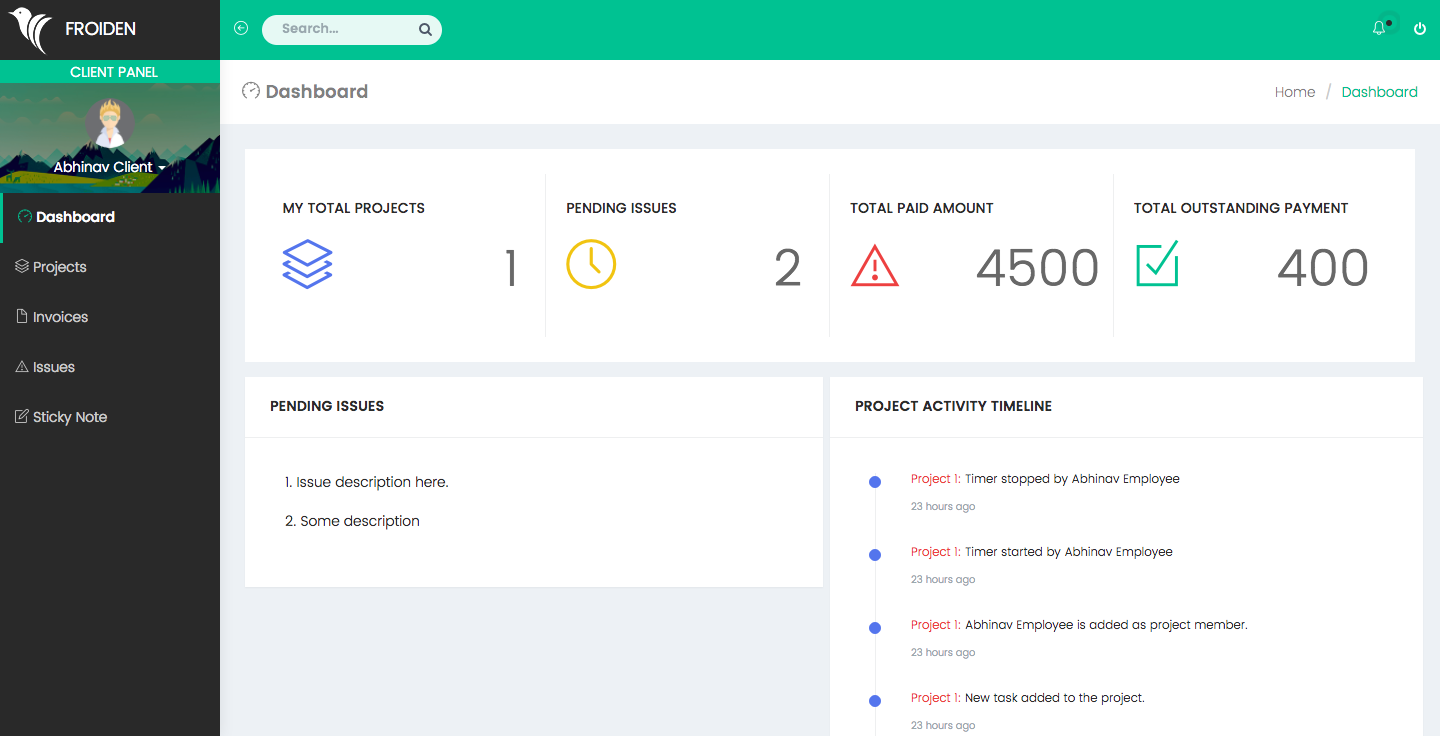 FROIDEN
Search...
CLIENT PANEL
Abhinav Client
Dashboard
Projects
Invoices
Issues
Sticky Note
Dashboard
Home / Dashboard
MY TOTAL PROJECTS
1
PENDING ISSUES
2
TOTAL PAID AMOUNT
4500
TOTAL OUTSTANDING PAYMENT
400
PENDING ISSUES
1. Issue description here.
2. Some description
PROJECT ACTIVITY TIMELINE
Project 1: Timer stopped by Abhinav Employee
23 hours ago
Project 1: Timer started by Abhinav Employee
23 hours ago
Project 1: Abhinav Employee is added as project member.
23 hours ago
Project 1: New task added to the project.
23 hours ago